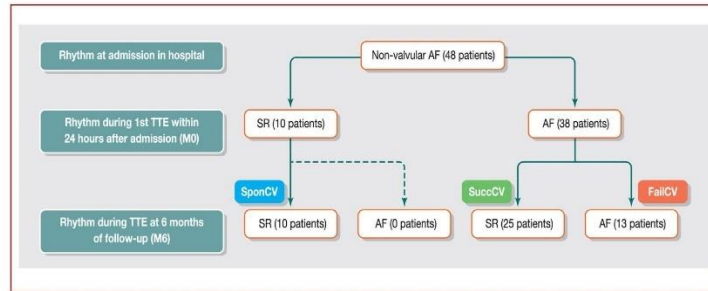 Rhythm at admission in hospital
Non-valvular AF (48 patients)
Rhythm during 1st TTE within
24 hours after admission (M0)
SR (10 patients)
AF (38 patients)
SponCV
SuccCV
FailCV
Rhythm during TTE at 6 months
of follow-up (M6)
SR (10 patients)
AF (0 patients)
SR (25 patients)
AF (13 patients)